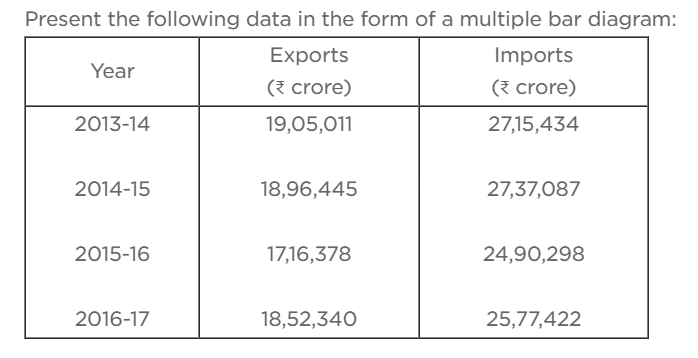 Present the following data in the form of a multiple bar diagram:
Year Exports (₹ crore) Imports (₹ crore)
2013-14 19,05,011 27,15,434
2014-15 18,96,445 27,37,087
2015-16 17,16,378 24,90,298
2016-17 18,52,340 25,77,422